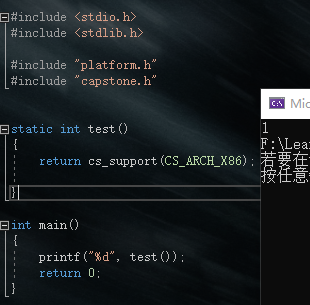 #include <stdio.h>
#include <stdlib.h>
#include "platform.h"
#include "capstone.h"
static int test()
{
return cs_support(CS_ARCH_X86);
}
int main()
{
printf("%d", test());
return 0;
}
Mic
1
F:\Lear
若要在
按任意